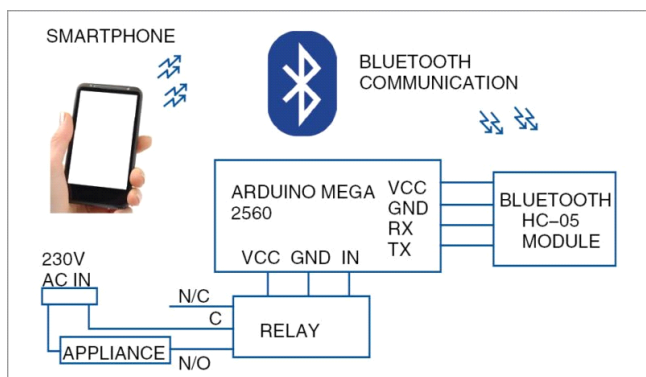 SMARTPHONE
BLUETOOTH
COMMUNICATION
ARDUINO MEGA
2560
VCC
GND
RX
TX
BLUETOOTH
HC–05
MODULE
VCC GND IN
230V
AC IN
N/C
C
RELAY
APPLIANCE
N/O